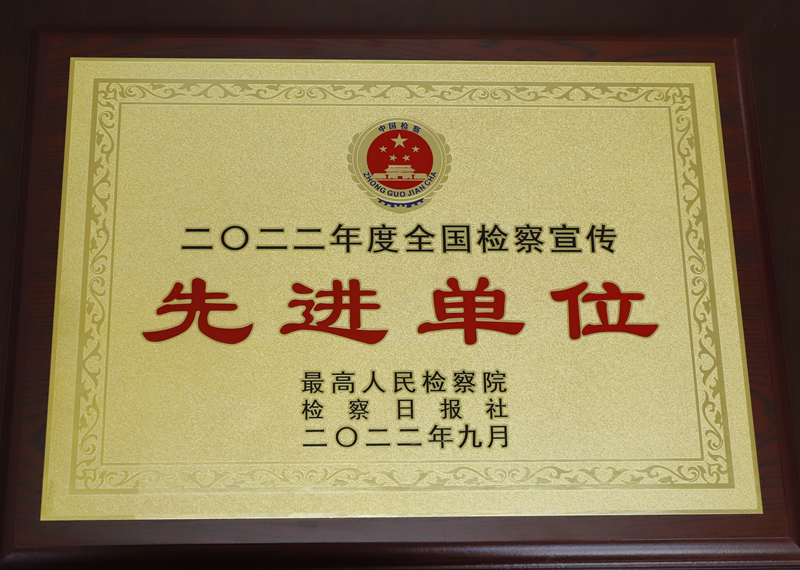 中国检察
ZHONG GUO JIAN CHA
二〇二二年度全国检察宣传
先进单位
最高人民检察院
检察日报社
二〇二二年九月